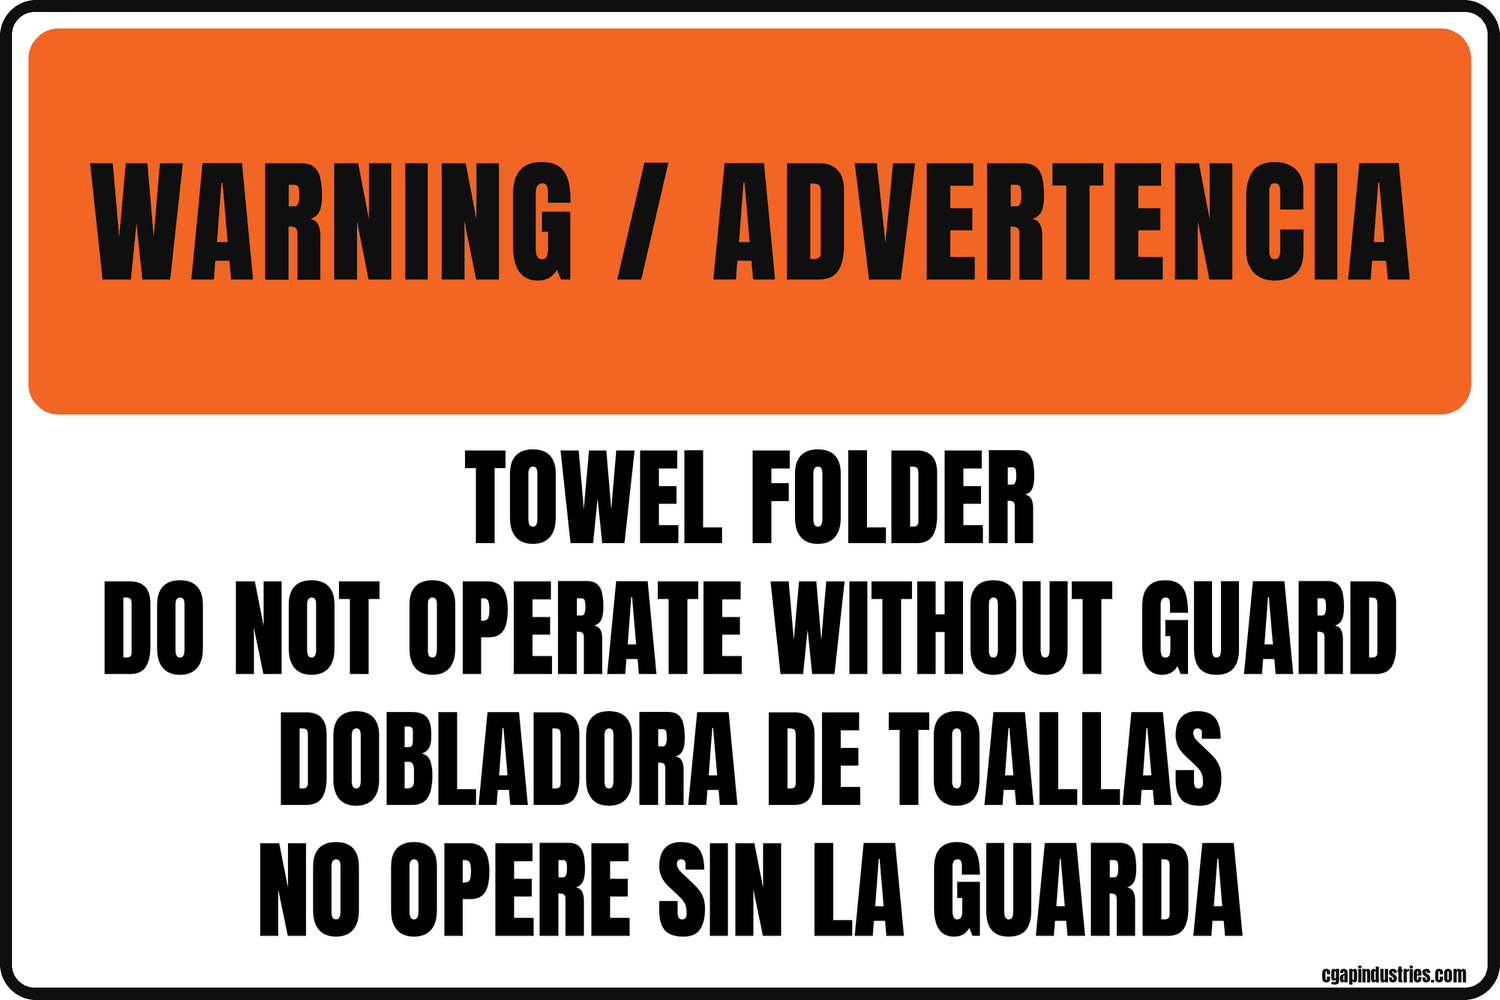 WARNING / ADVERTENCIA
TOWEL FOLDER
DO NOT OPERATE WITHOUT GUARD
DOBLADORA DE TOALLAS
NO OPERE SIN LA GUARDA
cgapindustries.com